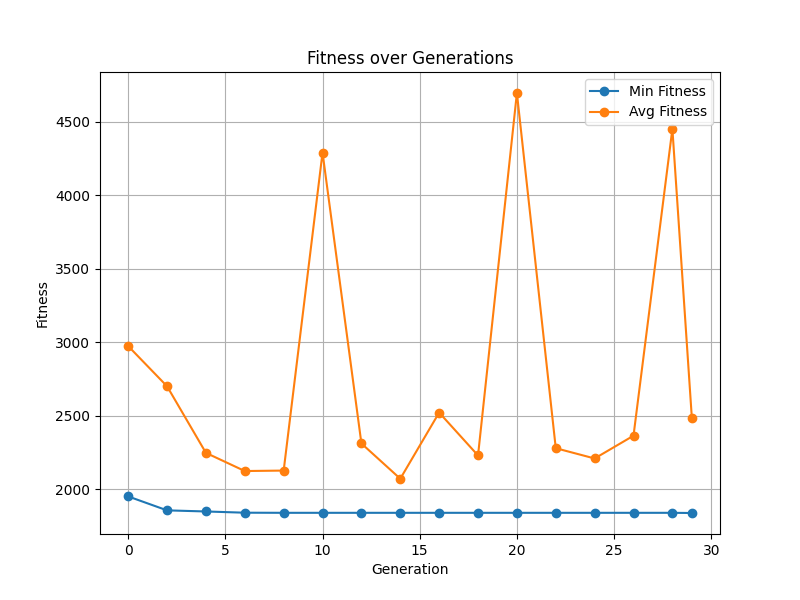 Fitness over Generations
Min Fitness
Avg Fitness
4500
4000
3500
3000
2500
2000
Fitness
0 5 10 15 20 25 30
Generation